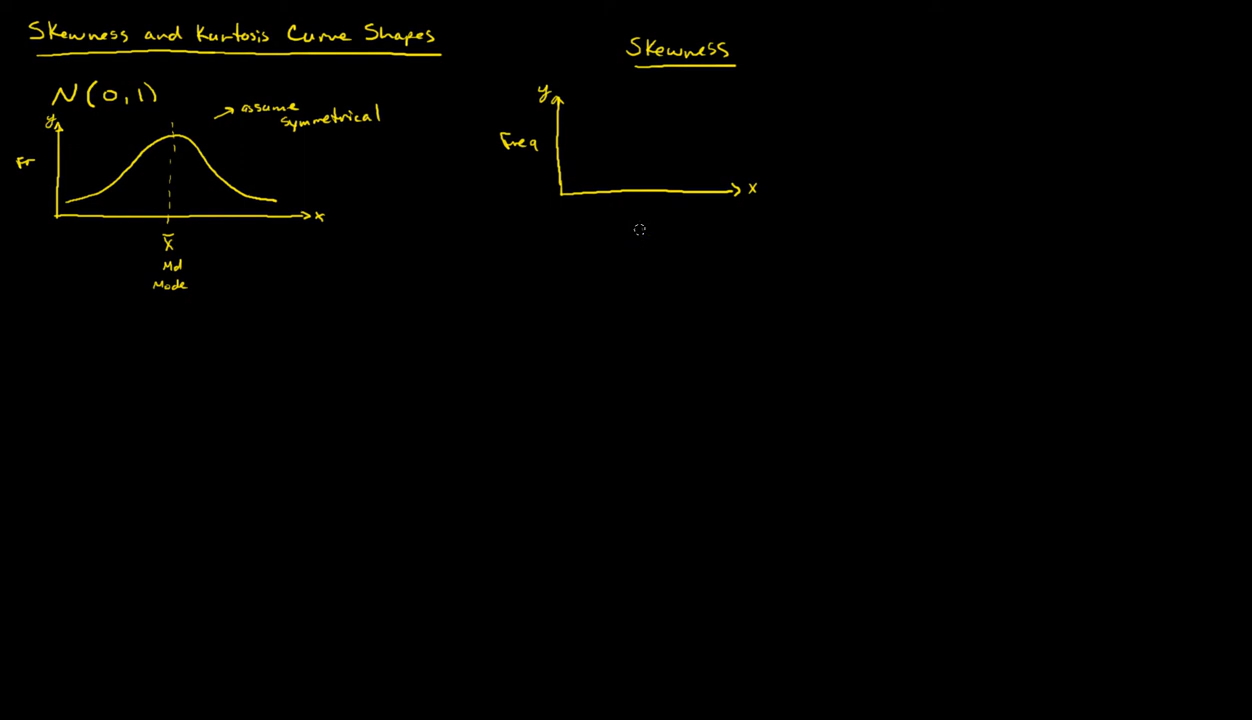 Skewness and Kurtosis Curve Shapes
N(0,1)
→ assume
symmetrical
y
Fr
x
x̄
Md
Mode
Skewness
y
Freq
x